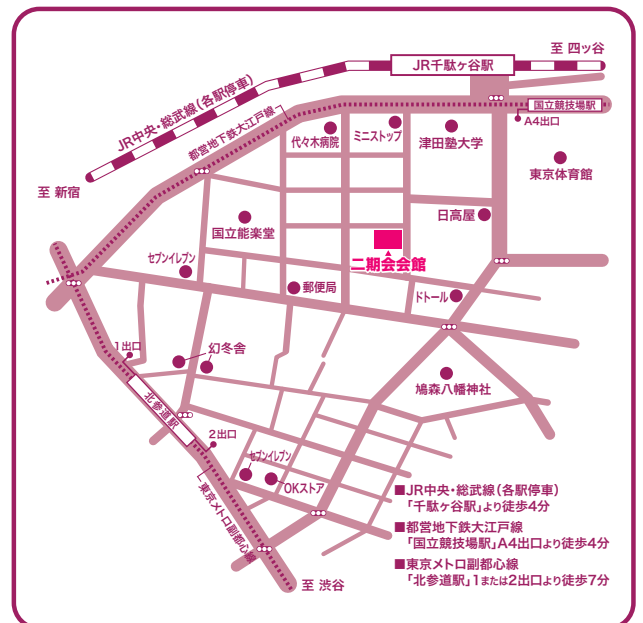 至 四ッ谷
JR千駄ヶ谷駅
JR中央・総武線（各駅停車）
国立競技場駅
都営地下鉄大江戸線
A4出口
代々木病院
ミニストップ
津田塾大学
東京体育館
至 新宿
国立能楽堂
日高屋
セブンイレブン
二期会会館
郵便局
ドトール
1出口
幻冬舎
鳩森八幡神社
北参道駅
2出口
セブンイレブン
OKストア
東京メトロ副都心線
至 渋谷
■JR中央・総武線（各駅停車）
「千駄ヶ谷駅」より徒歩4分
■都営地下鉄大江戸線
「国立競技場駅」A4出口より徒歩4分
■東京メトロ副都心線
「北参道駅」1または2出口より徒歩7分